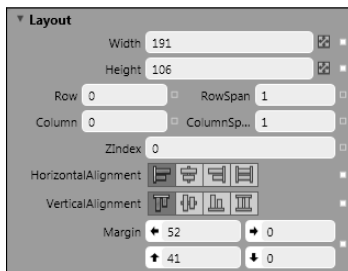 Layout
Width 191
Height 106
Row 0 RowSpan 1
Column 0 ColumnSp... 1
ZIndex 0
HorizontalAlignment
VerticalAlignment
Margin 52 0
41 0